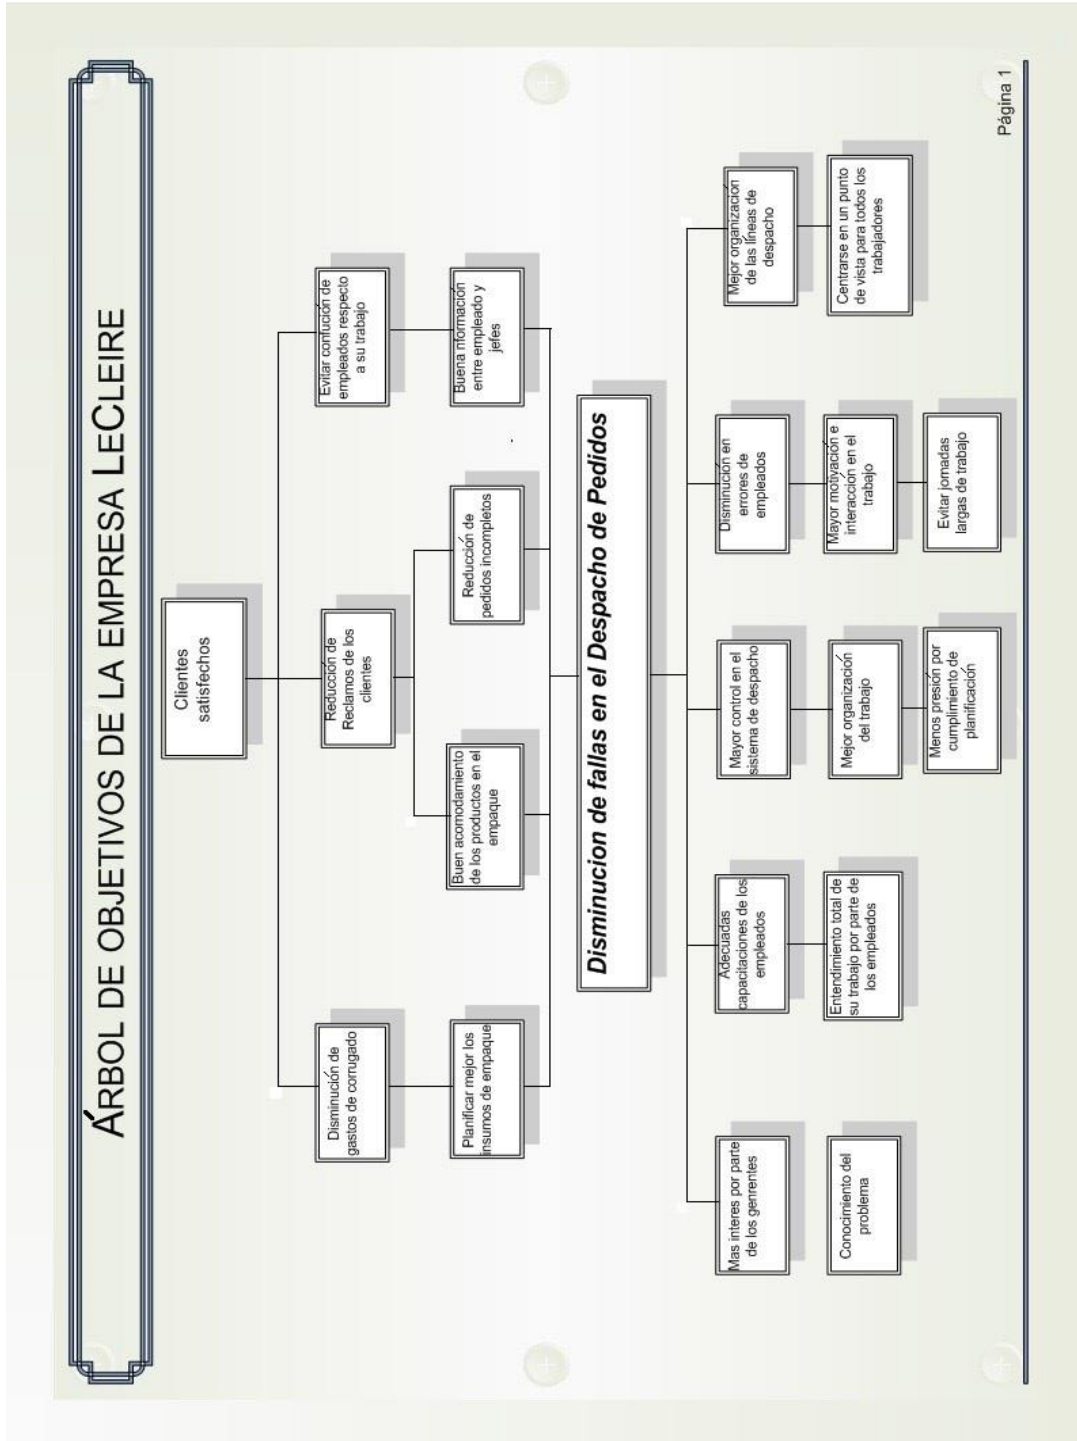 ÁRBOL DE OBJETIVOS DE LA EMPRESA LECLEIRE
Clientes
satisfechos
Disminución de
gastos de corrugado
Reducción de
Reclamos de los
clientes
Evitar confución de
empleados respecto
a su trabajo
Planificar mejor los
insumos de empaque
Buen acomodamiento
de los productos en el
empaque
Reducción de
pedidos incompletos
Buena nformación
entre empleado y
jefes
Disminucion de fallas en el Despacho de Pedidos
Mas interes por parte
de los genrentes
Adecuadas
capacitaciones de los
empleados
Mayor control en el
sistema de despacho
Disminucion en
errores de
empleados
Mejor organizacion
de las líneas de
despacho
Conocimiento del
problema
Entendimiento total de
su trabajo por parte de
los empleados
Mejor organización
del trabajo
Mayor motivación e
interaccion en el
trabajo
Centrarse en un punto
de vista para todos los
trabajadores
Menos presión por
cumplimiento de
planificación
Evitar jornadas
largas de trabajo
Página 1